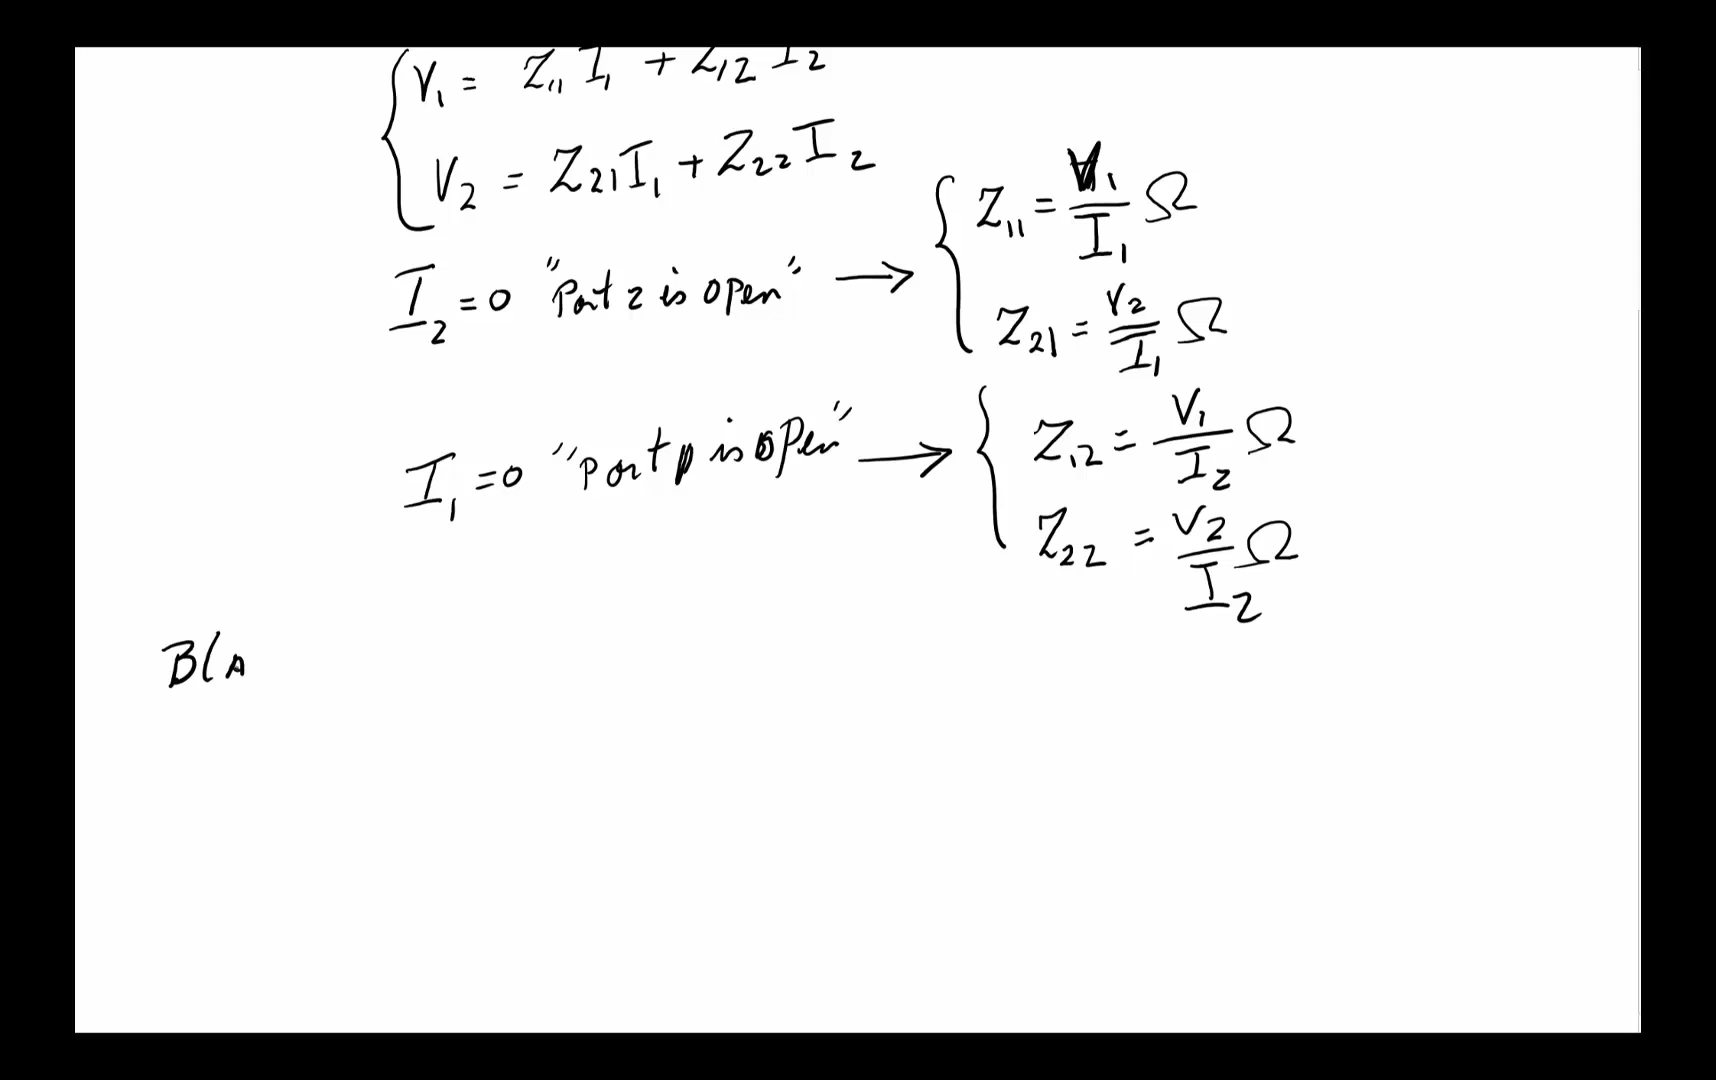 V₁ = Z₁₁ I₁ + Z₁₂ I₂
V₂ = Z₂₁ I₁ + Z₂₂ I₂
I₂ = 0 "Port 2 is open" → Z₁₁ = V₁/I₁ Ω
Z₂₁ = V₂/I₁ Ω
I₁ = 0 "Port 1 is open" → Z₁₂ = V₁/I₂ Ω
Z₂₂ = V₂/I₂ Ω
B(A